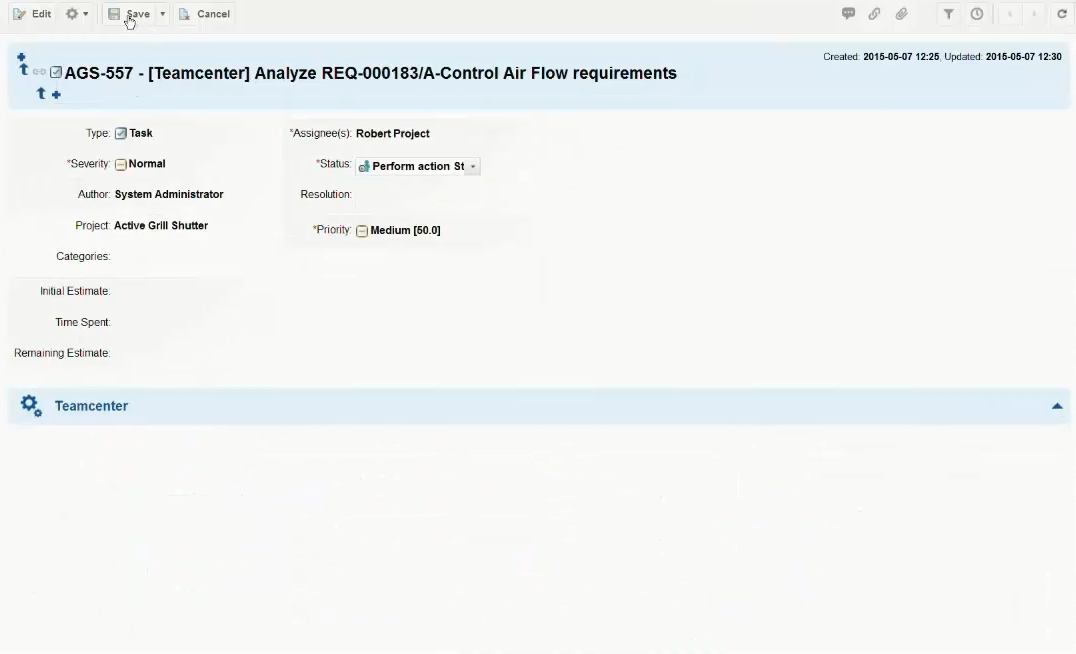 Edit Save Cancel
AGS-557 - [Teamcenter] Analyze REQ-000183/A-Control Air Flow requirements
Created: 2015-05-07 12:25, Updated: 2015-05-07 12:30
Type: Task
*Severity: Normal
Author: System Administrator
Project: Active Grill Shutter
Categories:
Initial Estimate:
Time Spent:
Remaining Estimate:
*Assignee(s): Robert Project
*Status: Perform action St
Resolution:
*Priority: Medium [50.0]
Teamcenter